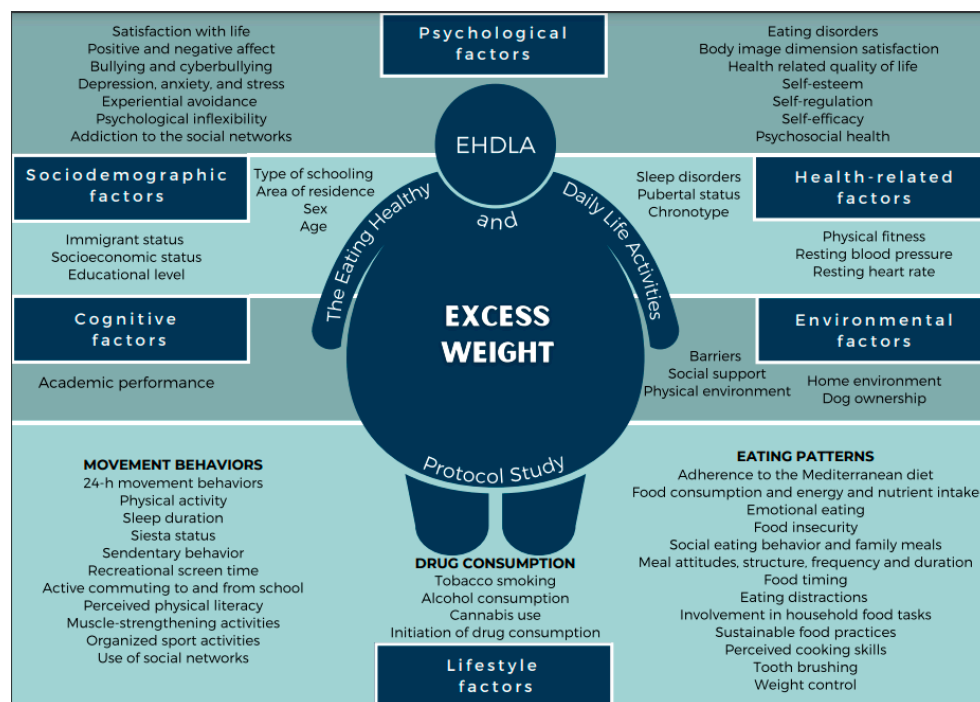 Psychological
factors
Satisfaction with life
Positive and negative affect
Bullying and cyberbullying
Depression, anxiety, and stress
Experiential avoidance
Psychological inflexibility
Addiction to the social networks
Eating disorders
Body image dimension satisfaction
Health related quality of life
Self-esteem
Self-regulation
Self-efficacy
Psychosocial health
EHDLA
The Eating Healthy
and
Daily Life Activities
EXCESS
WEIGHT
Protocol Study
Sociodemographic
factors
Type of schooling
Area of residence
Sex
Age
Immigrant status
Socioeconomic status
Educational level
Health-related
factors
Sleep disorders
Pubertal status
Chronotype
Physical fitness
Resting blood pressure
Resting heart rate
Cognitive
factors
Academic performance
Environmental
factors
Barriers
Social support
Physical environment
Home environment
Dog ownership
MOVEMENT BEHAVIORS
24-h movement behaviors
Physical activity
Sleep duration
Siesta status
Sendentary behavior
Recreational screen time
Active commuting to and from school
Perceived physical literacy
Muscle-strengthening activities
Organized sport activities
Use of social networks
DRUG CONSUMPTION
Tobacco smoking
Alcohol consumption
Cannabis use
Initiation of drug consumption
EATING PATTERNS
Adherence to the Mediterranean diet
Food consumption and energy and nutrient intake
Emotional eating
Food insecurity
Social eating behavior and family meals
Meal attitudes, structure, frequency and duration
Food timing
Eating distractions
Involvement in household food tasks
Sustainable food practices
Perceived cooking skills
Tooth brushing
Weight control
Lifestyle
factors